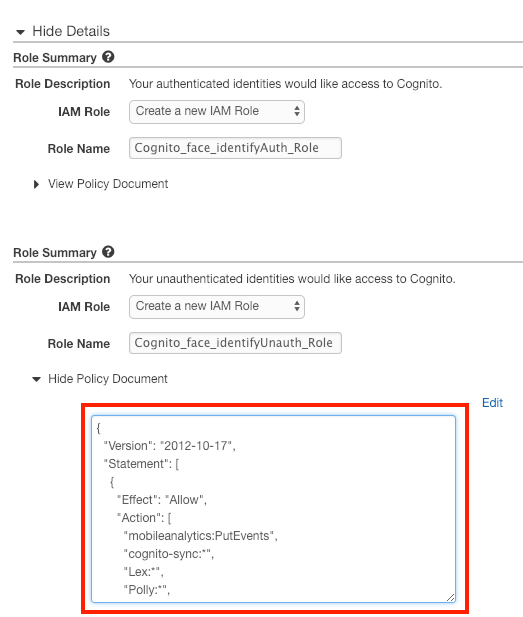 Hide Details
Role Summary
Role Description Your authenticated identities would like access to Cognito.
IAM Role Create a new IAM Role
Role Name Cognito_face_identifyAuth_Role
View Policy Document
Role Summary
Role Description Your unauthenticated identities would like access to Cognito.
IAM Role Create a new IAM Role
Role Name Cognito_face_identifyUnauth_Role
Hide Policy Document
Edit
{
"Version": "2012-10-17",
"Statement": [
{
"Effect": "Allow",
"Action": [
"mobileanalytics:PutEvents",
"cognito-sync:*",
"Lex:*",
"Polly:*",